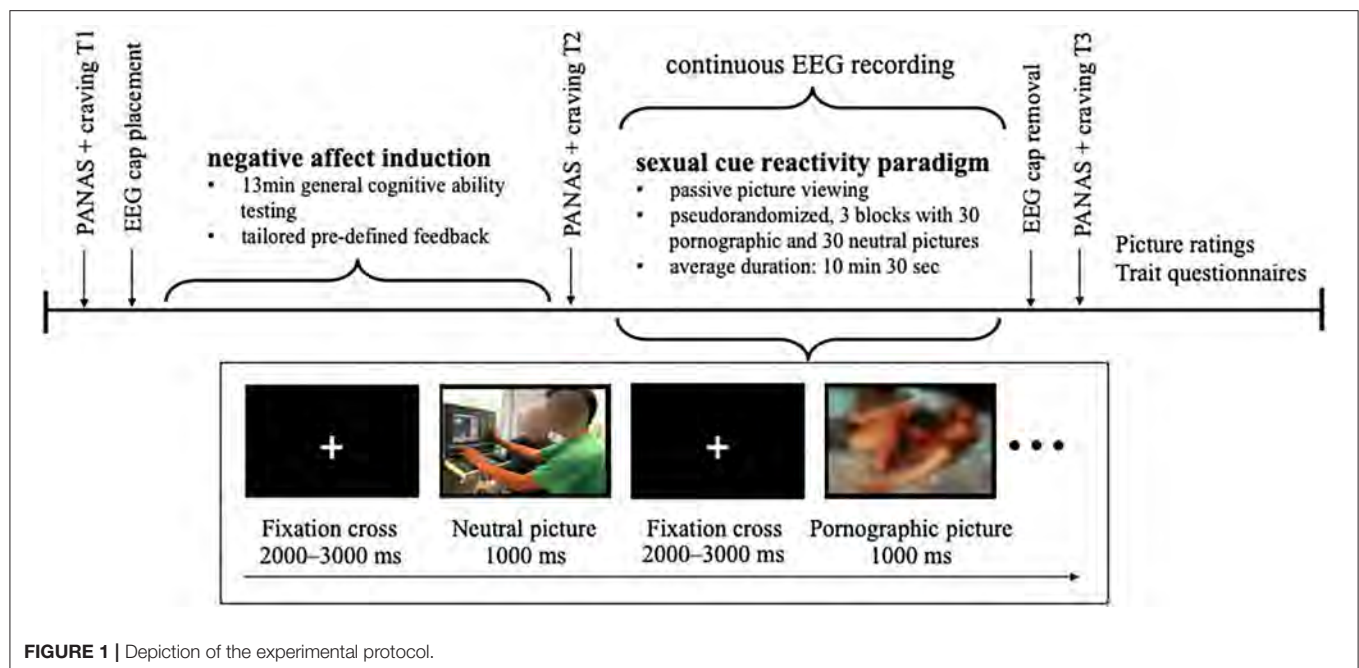 PANAS + craving T1
EEG cap placement
negative affect induction
• 13min general cognitive ability
testing
• tailored pre-defined feedback
PANAS + craving T2
continuous EEG recording
sexual cue reactivity paradigm
• passive picture viewing
• pseudorandomized, 3 blocks with 30
pornographic and 30 neutral pictures
• average duration: 10 min 30 sec
EEG cap removal
PANAS + craving T3
Picture ratings
Trait questionnaires
Fixation cross
2000–3000 ms
Neutral picture
1000 ms
Fixation cross
2000–3000 ms
Pornographic picture
1000 ms
FIGURE 1 | Depiction of the experimental protocol.